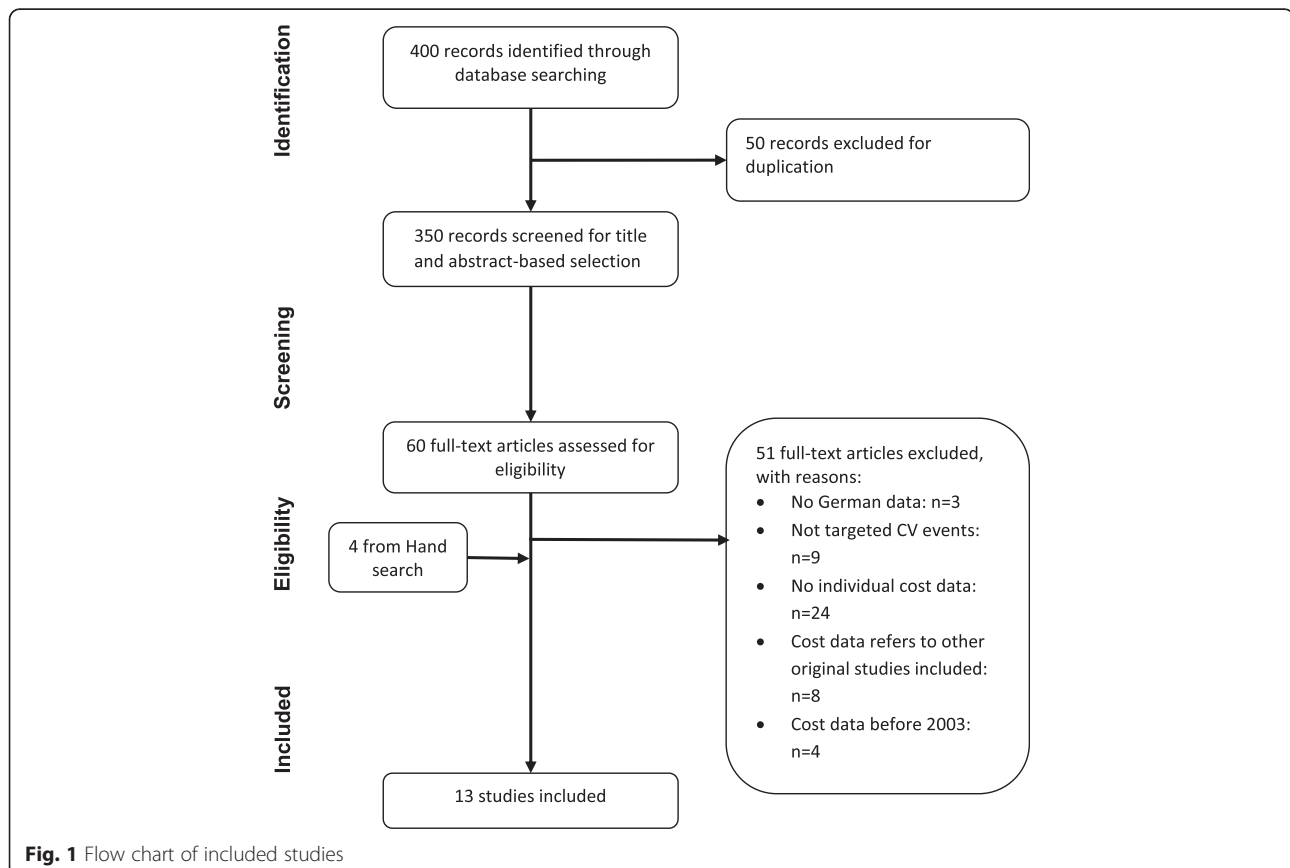 Identification
400 records identified through
database searching
50 records excluded for
duplication
350 records screened for title
and abstract-based selection
Screening
60 full-text articles assessed for
eligibility
Eligibility
4 from Hand
search
51 full-text articles excluded,
with reasons:
• No German data: n=3
• Not targeted CV events:
n=9
• No individual cost data:
n=24
• Cost data refers to other
original studies included:
n=8
• Cost data before 2003:
n=4
Included
13 studies included
Fig. 1 Flow chart of included studies